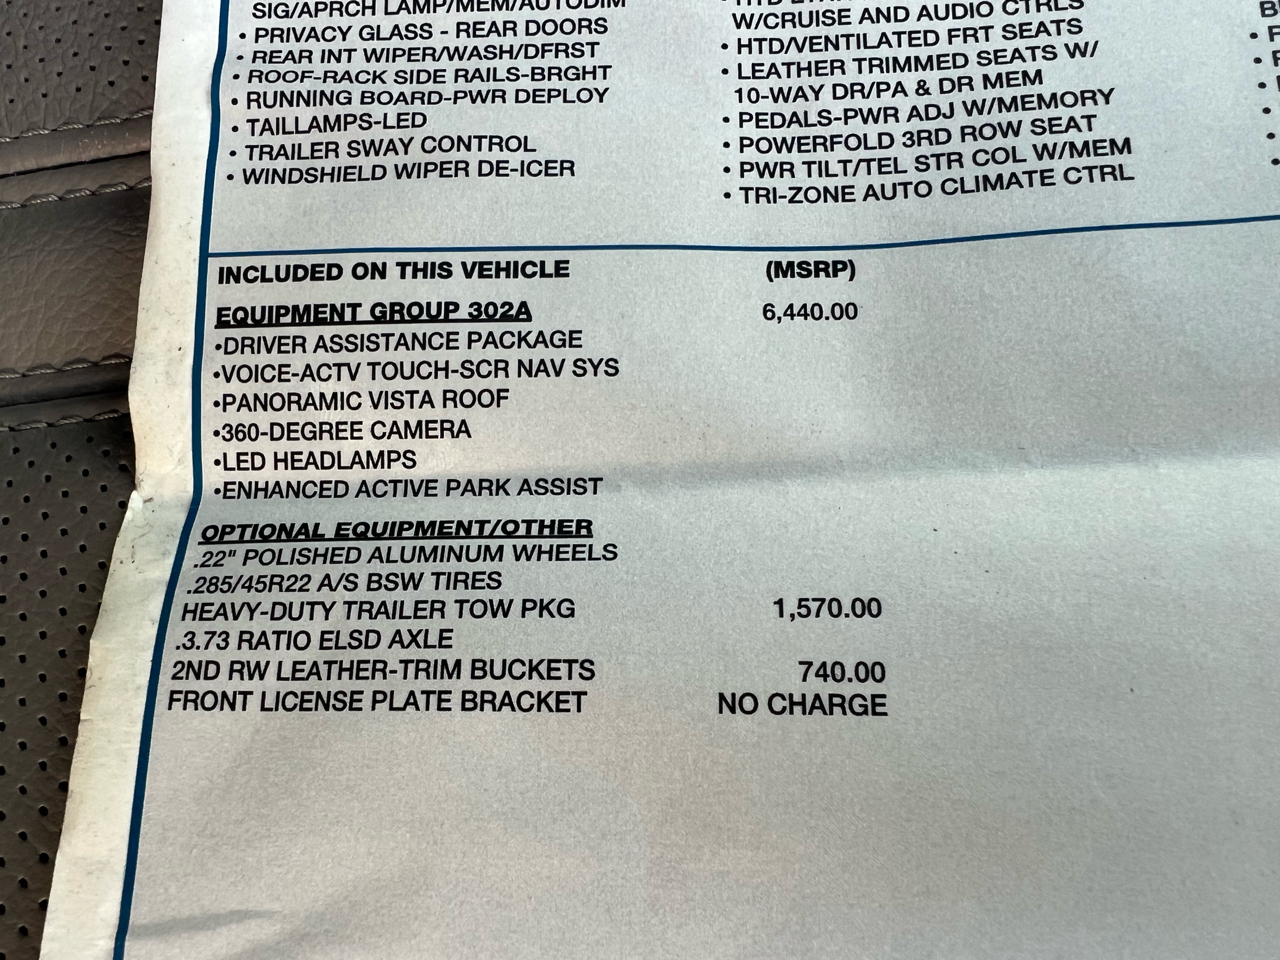 SIG/APRCH LAMP/MEM/AUTODIM
• PRIVACY GLASS - REAR DOORS
• REAR INT WIPER/WASH/DFRST
• ROOF-RACK SIDE RAILS-BRGHT
• RUNNING BOARD-PWR DEPLOY
• TAILLAMPS-LED
• TRAILER SWAY CONTROL
• WINDSHIELD WIPER DE-ICER
W/CRUISE AND AUDIO CTRLS
• HTD/VENTILATED FRT SEATS
• LEATHER TRIMMED SEATS W/
10-WAY DR/PA & DR MEM
• PEDALS-PWR ADJ W/MEMORY
• POWERFOLD 3RD ROW SEAT
• PWR TILT/TEL STR COL W/MEM
• TRI-ZONE AUTO CLIMATE CTRL
INCLUDED ON THIS VEHICLE (MSRP)
EQUIPMENT GROUP 302A 6,440.00
•DRIVER ASSISTANCE PACKAGE
•VOICE-ACTV TOUCH-SCR NAV SYS
•PANORAMIC VISTA ROOF
•360-DEGREE CAMERA
•LED HEADLAMPS
•ENHANCED ACTIVE PARK ASSIST
OPTIONAL EQUIPMENT/OTHER
.22" POLISHED ALUMINUM WHEELS
.285/45R22 A/S BSW TIRES
HEAVY-DUTY TRAILER TOW PKG 1,570.00
.3.73 RATIO ELSD AXLE
2ND RW LEATHER-TRIM BUCKETS 740.00
FRONT LICENSE PLATE BRACKET NO CHARGE